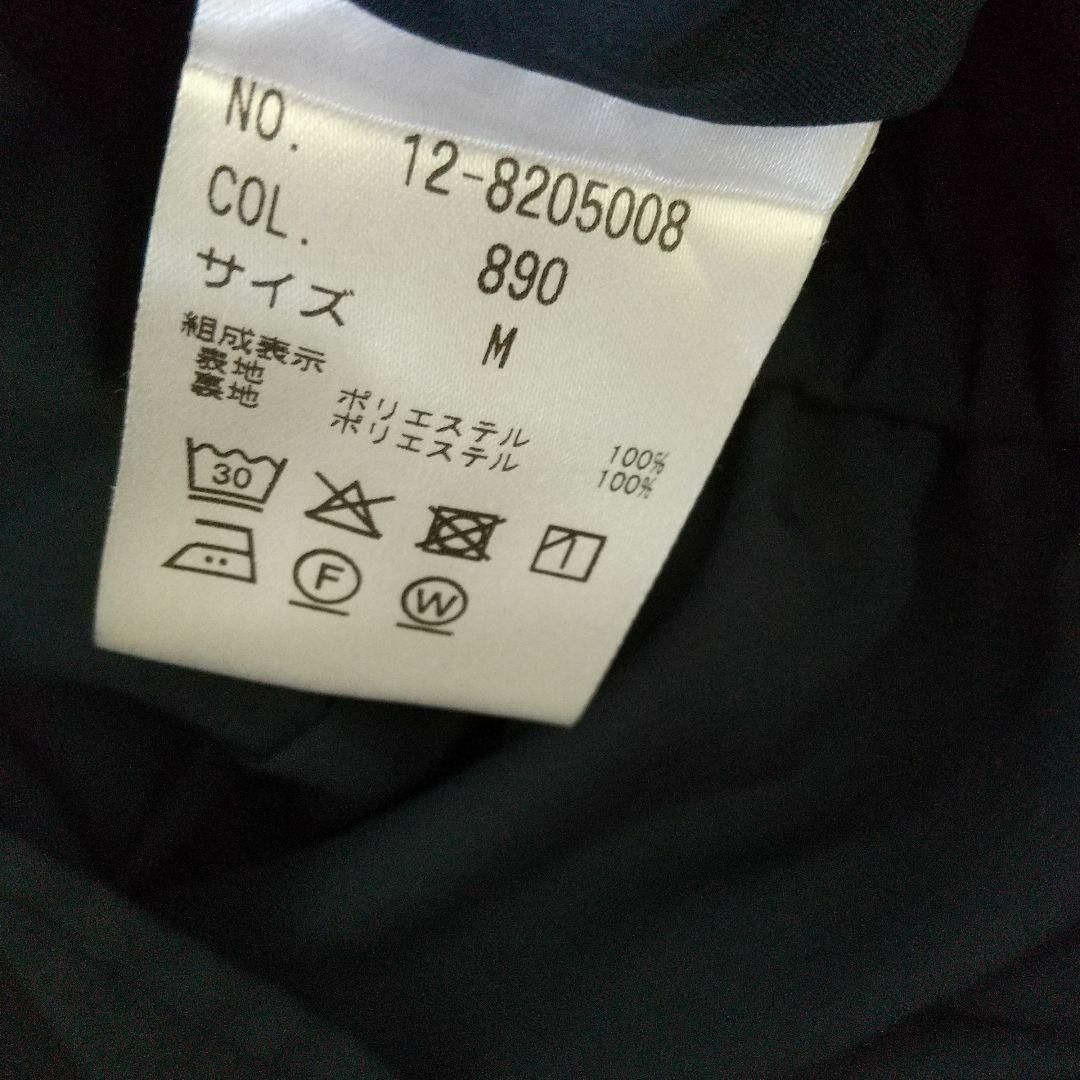 NO. 12-8205008
COL. 890
サイズ M
組成表示
表地 ポリエステル 100%
裏地 ポリエステル 100%
30
F
W